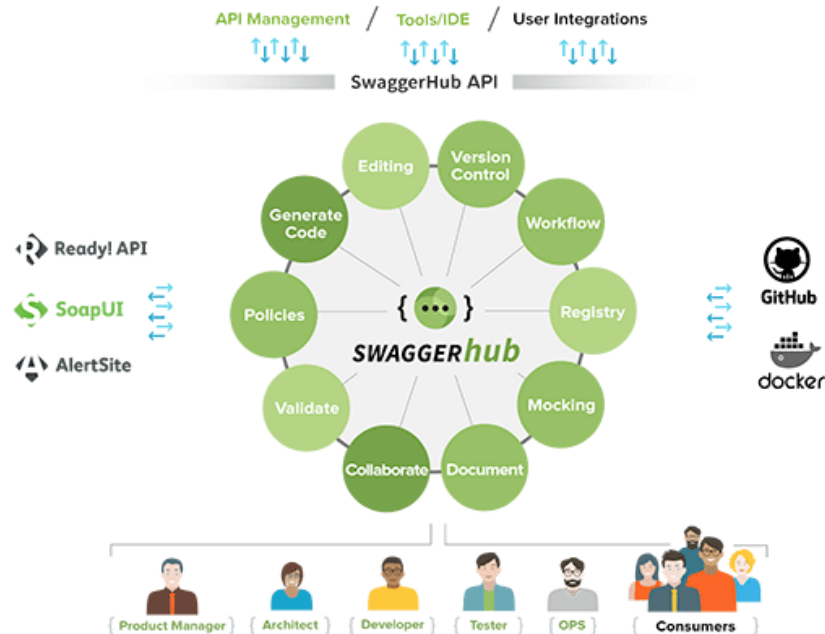 API Management / Tools/IDE / User Integrations
SwaggerHub API
Editing
Version
Control
Generate
Code
Workflow
Ready! API
SoapUI
AlertSite
Policies
{ ... }
SWAGGERhub
Registry
GitHub
docker
Validate
Mocking
Collaborate
Document
{ Product Manager } { Architect } { Developer } { Tester } { OPS } { Consumers }